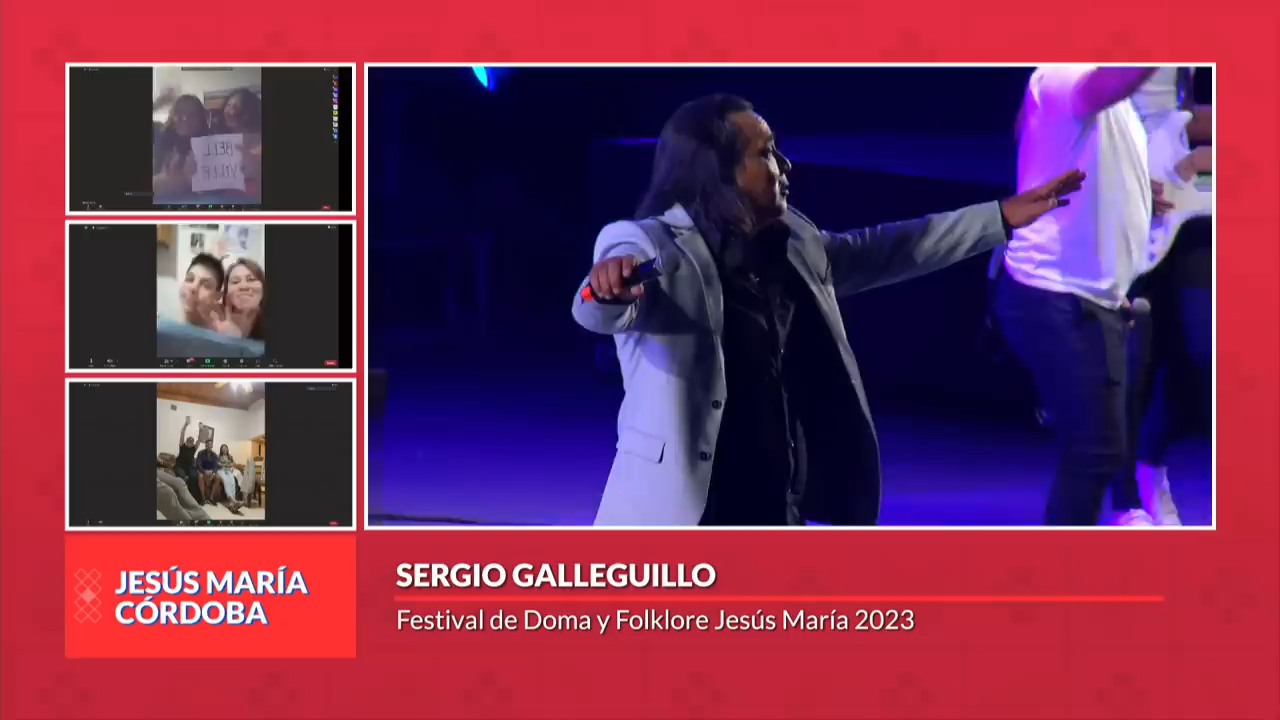 JESÚS MARÍA
CÓRDOBA
SERGIO GALLEGUILLO
Festival de Doma y Folklore Jesús María 2023